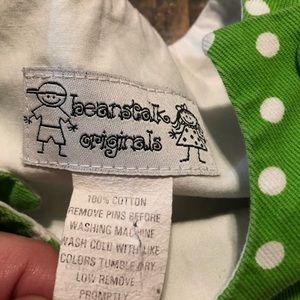 beanstalk
originals
100% COTTON
REMOVE PINS BEFORE
WASHING MACHINE
WASH COLD WITH LIKE
COLORS TUMBLE DRY
LOW REMOVE
PROMPTLY